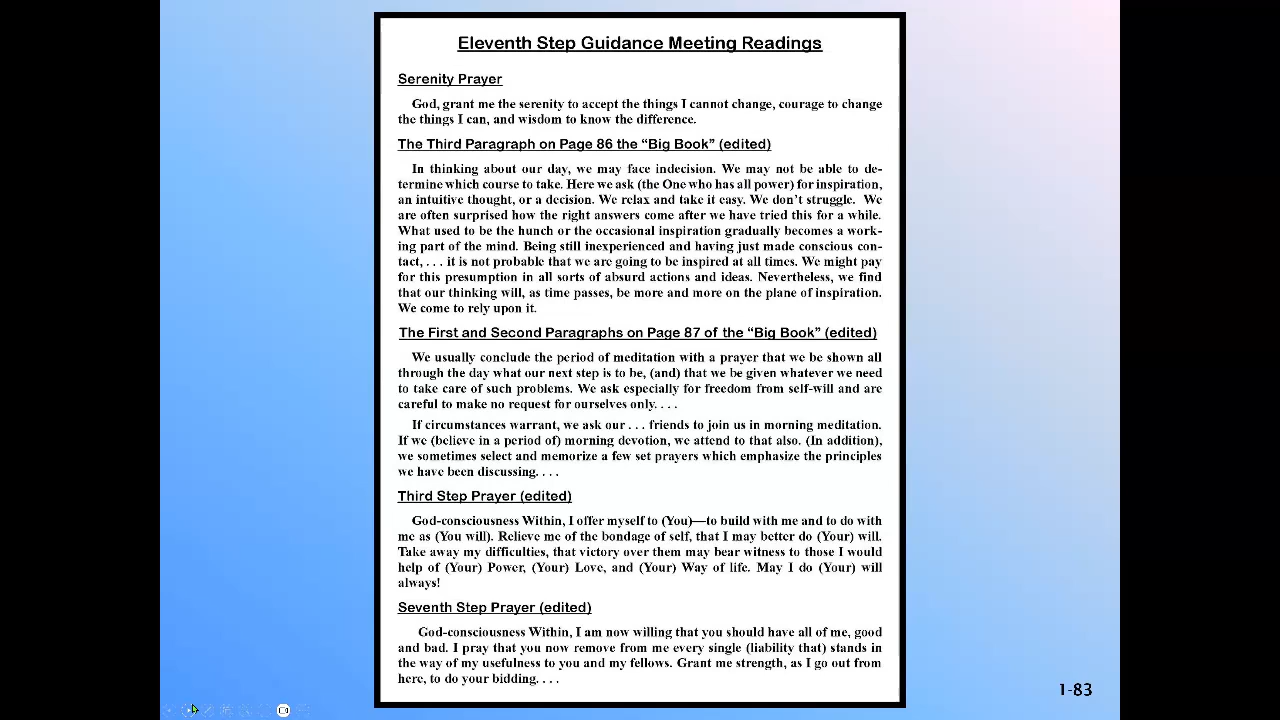 Eleventh Step Guidance Meeting Readings
Serenity Prayer
God, grant me the serenity to accept the things I cannot change, courage to change
the things I can, and wisdom to know the difference.
The Third Paragraph on Page 86 the “Big Book” (edited)
In thinking about our day, we may face indecision. We may not be able to de-
termine which course to take. Here we ask (the One who has all power) for inspiration,
an intuitive thought, or a decision. We relax and take it easy. We don’t struggle. We
are often surprised how the right answers come after we have tried this for a while.
What used to be the hunch or the occasional inspiration gradually becomes a work-
ing part of the mind. Being still inexperienced and having just made conscious con-
tact, . . . it is not probable that we are going to be inspired at all times. We might pay
for this presumption in all sorts of absurd actions and ideas. Nevertheless, we find
that our thinking will, as time passes, be more and more on the plane of inspiration.
We come to rely upon it.
The First and Second Paragraphs on Page 87 of the “Big Book” (edited)
We usually conclude the period of meditation with a prayer that we be shown all
through the day what our next step is to be, (and) that we be given whatever we need
to take care of such problems. We ask especially for freedom from self-will and are
careful to make no request for ourselves only. . . .
If circumstances warrant, we ask our . . . friends to join us in morning meditation.
If we (believe in a period of) morning devotion, we attend to that also. (In addition),
we sometimes select and memorize a few set prayers which emphasize the principles
we have been discussing. . . .
Third Step Prayer (edited)
God-consciousness Within, I offer myself to (You)—to build with me and to do with
me as (You will). Relieve me of the bondage of self, that I may better do (Your) will.
Take away my difficulties, that victory over them may bear witness to those I would
help of (Your) Power, (Your) Love, and (Your) Way of life. May I do (Your) will
always!
Seventh Step Prayer (edited)
God-consciousness Within, I am now willing that you should have all of me, good
and bad. I pray that you now remove from me every single (liability that) stands in
the way of my usefulness to you and my fellows. Grant me strength, as I go out from
here, to do your bidding. . . .
1-83